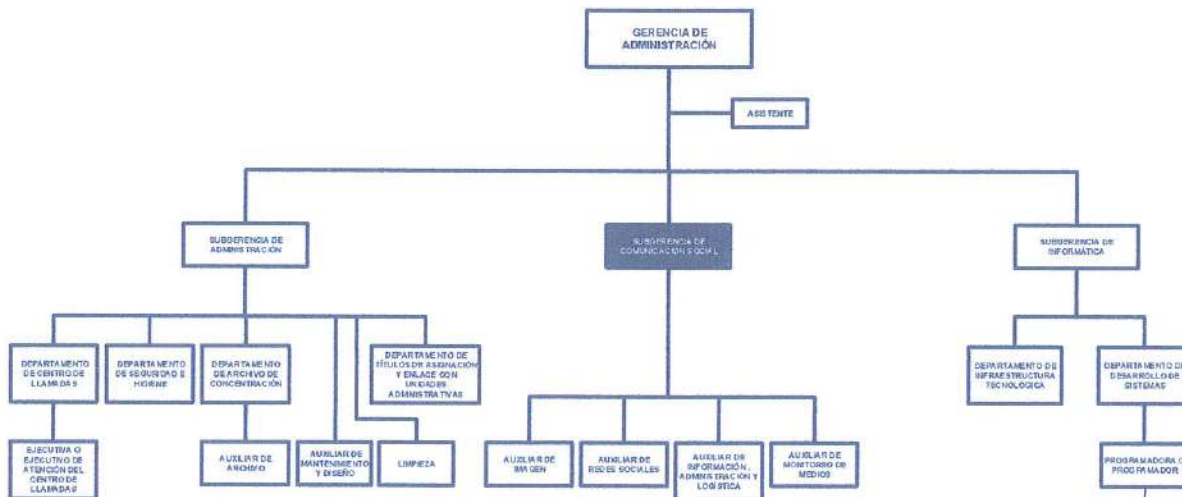 GERENCIA DE
ADMINISTRACIÓN
ASISTENTE
SUBGERENCIA DE
ADMINISTRACIÓN
SUBGERENCIA DE
COMUNICACIÓN SOCIAL
SUBGERENCIA DE
INFORMÁTICA
DEPARTAMENTO
DE CENTRO DE
LLAMADAS
DEPARTAMENTO
DE SEGURIDAD E
HIGIENE
DEPARTAMENTO
DE ARCHIVO DE
CONCENTRACIÓN
DEPARTAMENTO DE
TÍTULOS DE ASIGNACIÓN
Y ENLACE CON
UNIDADES
ADMINISTRATIVAS
DEPARTAMENTO DE
INFRAESTRUCTURA
TECNOLÓGICA
DEPARTAMENTO DE
DESARROLLO DE
SISTEMAS
EJECUTIVA O
EJECUTIVO DE
ATENCIÓN DEL
CENTRO DE
LLAMADAS
AUXILIAR DE
ARCHIVO
AUXILIAR DE
MANTENIMIENTO
Y DISEÑO
LIMPIEZA
AUXILIAR DE
IMAGEN
AUXILIAR DE
REDES SOCIALES
AUXILIAR DE
INFORMACIÓN,
ADMINISTRACIÓN Y
LOGÍSTICA
AUXILIAR DE
MONITOREO DE
MEDIOS
PROGRAMADORA O
PROGRAMADOR